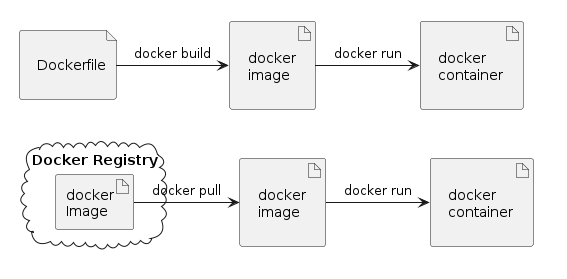 Dockerfile
docker build
docker
image
docker run
docker
container
Docker Registry
docker
Image
docker pull
docker
image
docker run
docker
container